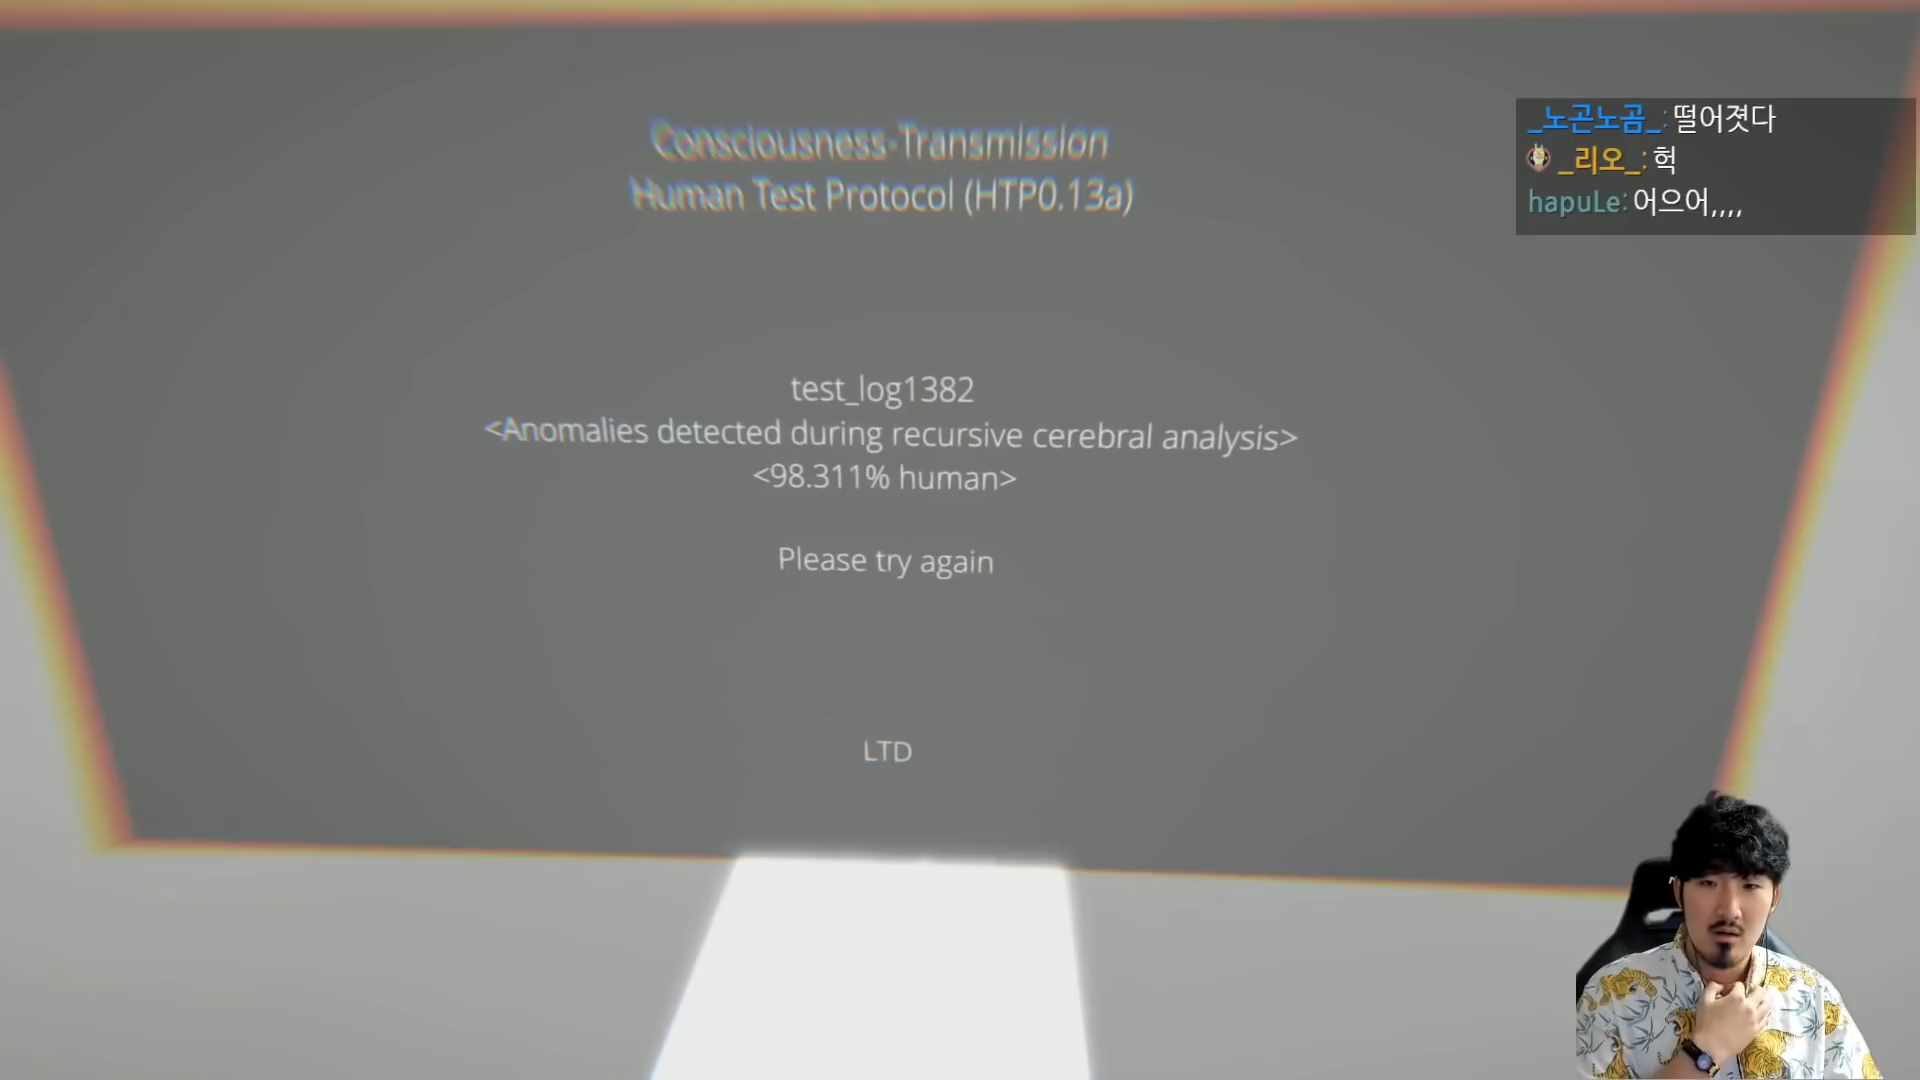 Consciousness-Transmission
Human Test Protocol (HTP0.13a)
test_log1382
<Anomalies detected during recursive cerebral analysis>
<98.311% human>
Please try again
LTD
_노곤노곰_: 떨어졋다
_리오_: 헉
hapuLe: 어으어,,,,